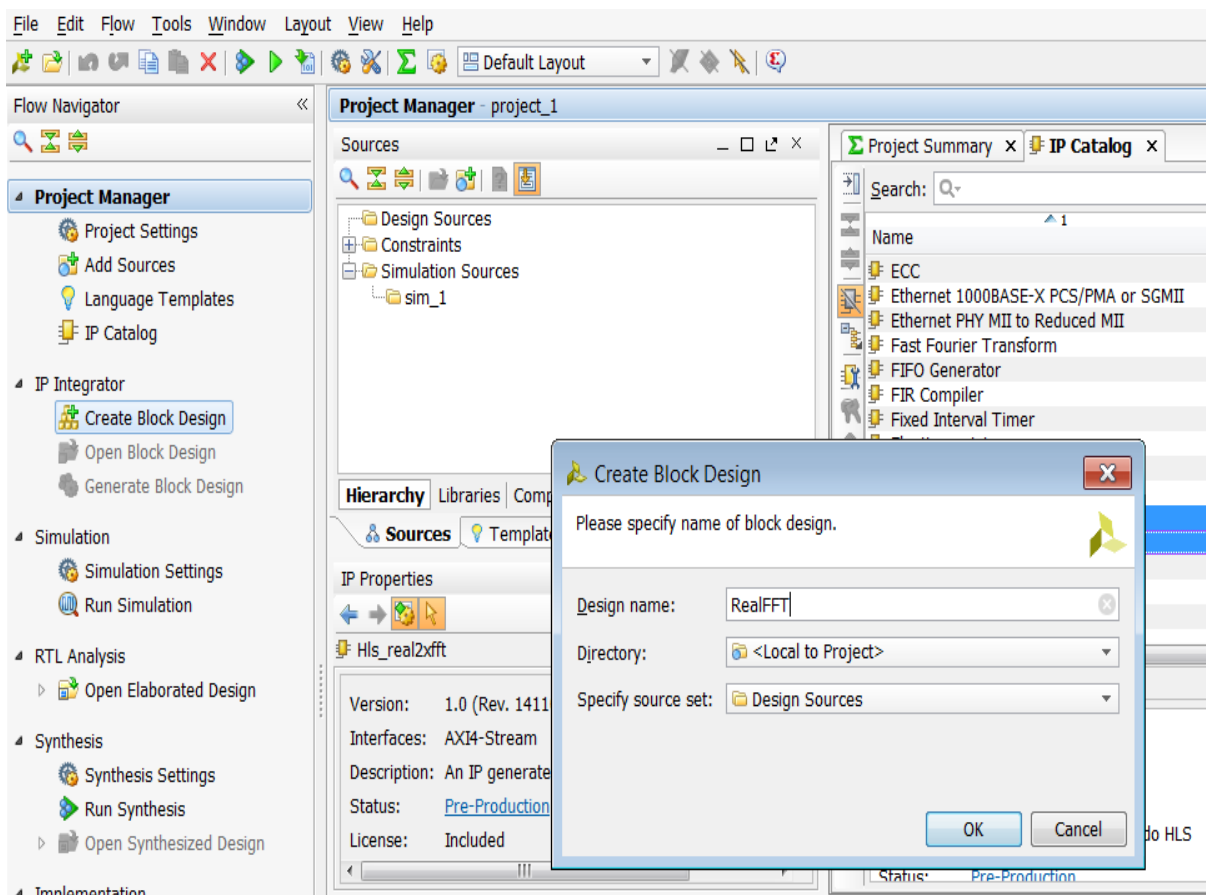 File Edit Flow Tools Window Layout View Help
Default Layout
Flow Navigator
Project Manager
Project Settings
Add Sources
Language Templates
IP Catalog
IP Integrator
Create Block Design
Open Block Design
Generate Block Design
Simulation
Simulation Settings
Run Simulation
RTL Analysis
Open Elaborated Design
Synthesis
Synthesis Settings
Run Synthesis
Open Synthesized Design
Implementation
Project Manager - project_1
Sources
Design Sources
Constraints
Simulation Sources
sim_1
Hierarchy Libraries Comp
Sources Template
IP Properties
Hls_real2xfft
Version: 1.0 (Rev. 1411
Interfaces: AXI4-Stream
Description: An IP generate
Status: Pre-Production
License: Included
Project Summary IP Catalog
Search:
1
Name
ECC
Ethernet 1000BASE-X PCS/PMA or SGMII
Ethernet PHY MII to Reduced MII
Fast Fourier Transform
FIFO Generator
FIR Compiler
Fixed Interval Timer
Create Block Design
Please specify name of block design.
Design name: RealFFT
Directory: <Local to Project>
Specify source set: Design Sources
OK Cancel
do HLS
Status: Pre-Production